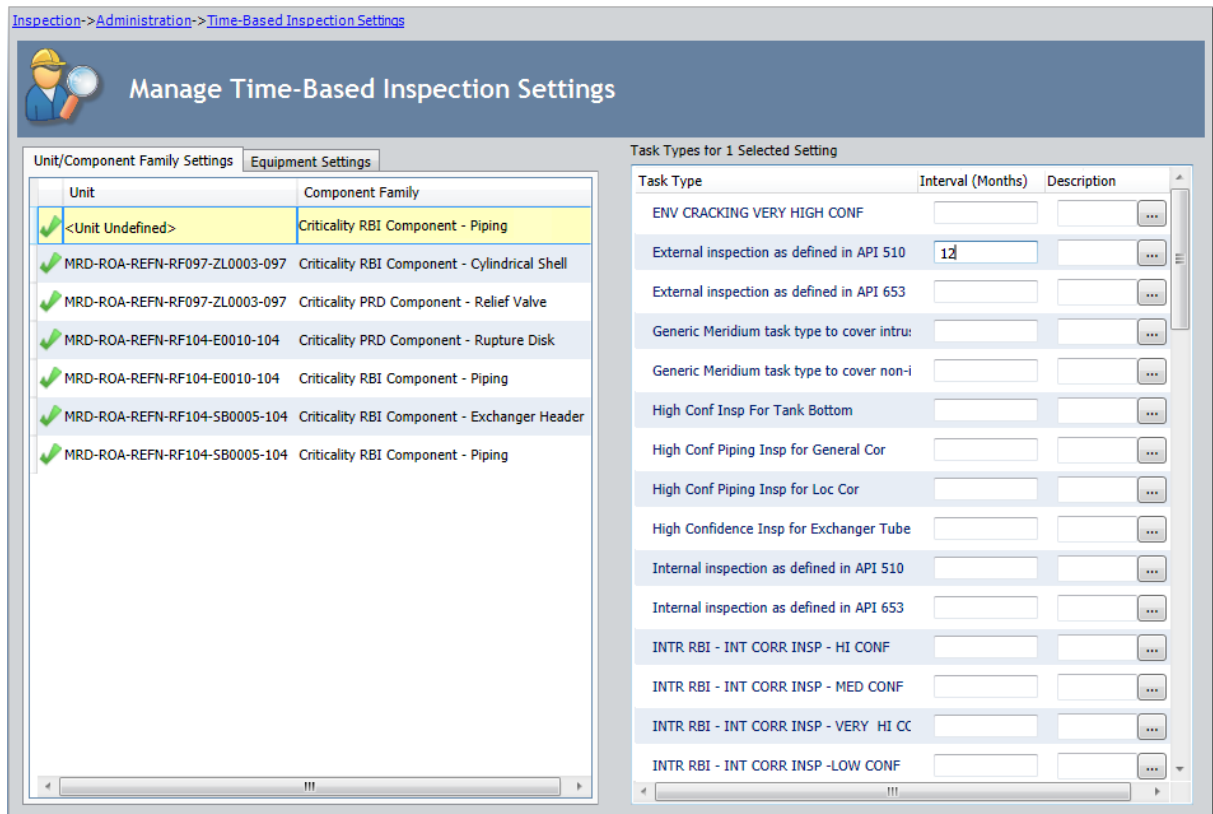 Inspection->Administration->Time-Based Inspection Settings
Manage Time-Based Inspection Settings
Unit/Component Family Settings Equipment Settings
Unit Component Family
<Unit Undefined> Criticality RBI Component - Piping
MRD-ROA-REFN-RF097-ZL0003-097 Criticality RBI Component - Cylindrical Shell
MRD-ROA-REFN-RF097-ZL0003-097 Criticality PRD Component - Relief Valve
MRD-ROA-REFN-RF104-E0010-104 Criticality PRD Component - Rupture Disk
MRD-ROA-REFN-RF104-E0010-104 Criticality RBI Component - Piping
MRD-ROA-REFN-RF104-SB0005-104 Criticality RBI Component - Exchanger Header
MRD-ROA-REFN-RF104-SB0005-104 Criticality RBI Component - Piping
Task Types for 1 Selected Setting
Task Type Interval (Months) Description
ENV CRACKING VERY HIGH CONF ...
External inspection as defined in API 510 12 ...
External inspection as defined in API 653 ...
Generic Meridium task type to cover intrus ...
Generic Meridium task type to cover non-i ...
High Conf Insp For Tank Bottom ...
High Conf Piping Insp for General Cor ...
High Conf Piping Insp for Loc Cor ...
High Confidence Insp for Exchanger Tube ...
Internal inspection as defined in API 510 ...
Internal inspection as defined in API 653 ...
INTR RBI - INT CORR INSP - HI CONF ...
INTR RBI - INT CORR INSP - MED CONF ...
INTR RBI - INT CORR INSP - VERY HI CC ...
INTR RBI - INT CORR INSP -LOW CONF ...